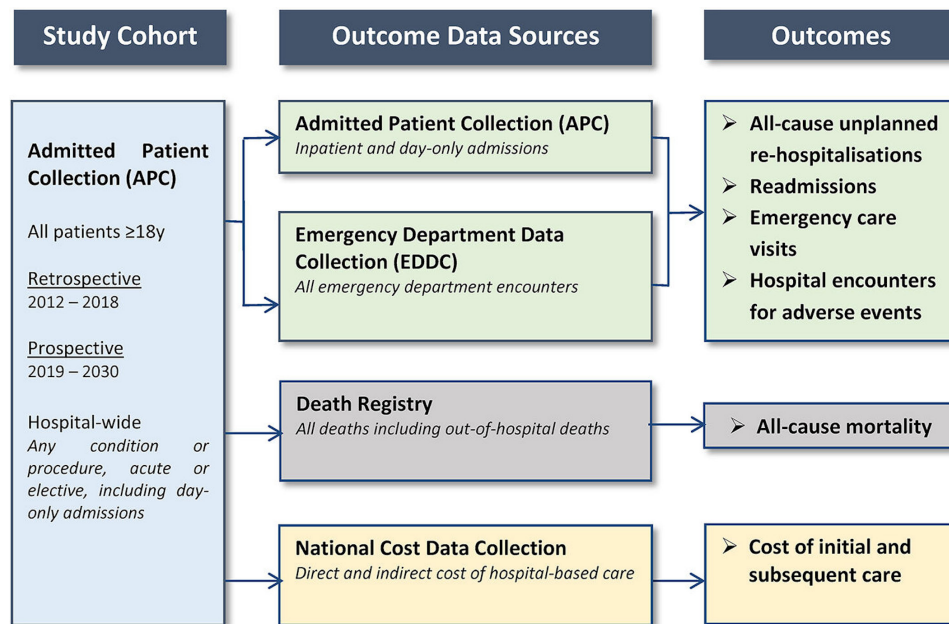 Study Cohort
Outcome Data Sources
Outcomes
Admitted Patient
Collection (APC)
All patients ≥18y
Retrospective
2012 – 2018
Prospective
2019 – 2030
Hospital-wide
Any condition or
procedure, acute or
elective, including day-
only admissions
Admitted Patient Collection (APC)
Inpatient and day-only admissions
Emergency Department Data
Collection (EDDC)
All emergency department encounters
Death Registry
All deaths including out-of-hospital deaths
National Cost Data Collection
Direct and indirect cost of hospital-based care
➢ All-cause unplanned
re-hospitalisations
➢ Readmissions
➢ Emergency care
visits
➢ Hospital encounters
for adverse events
➢ All-cause mortality
➢ Cost of initial and
subsequent care